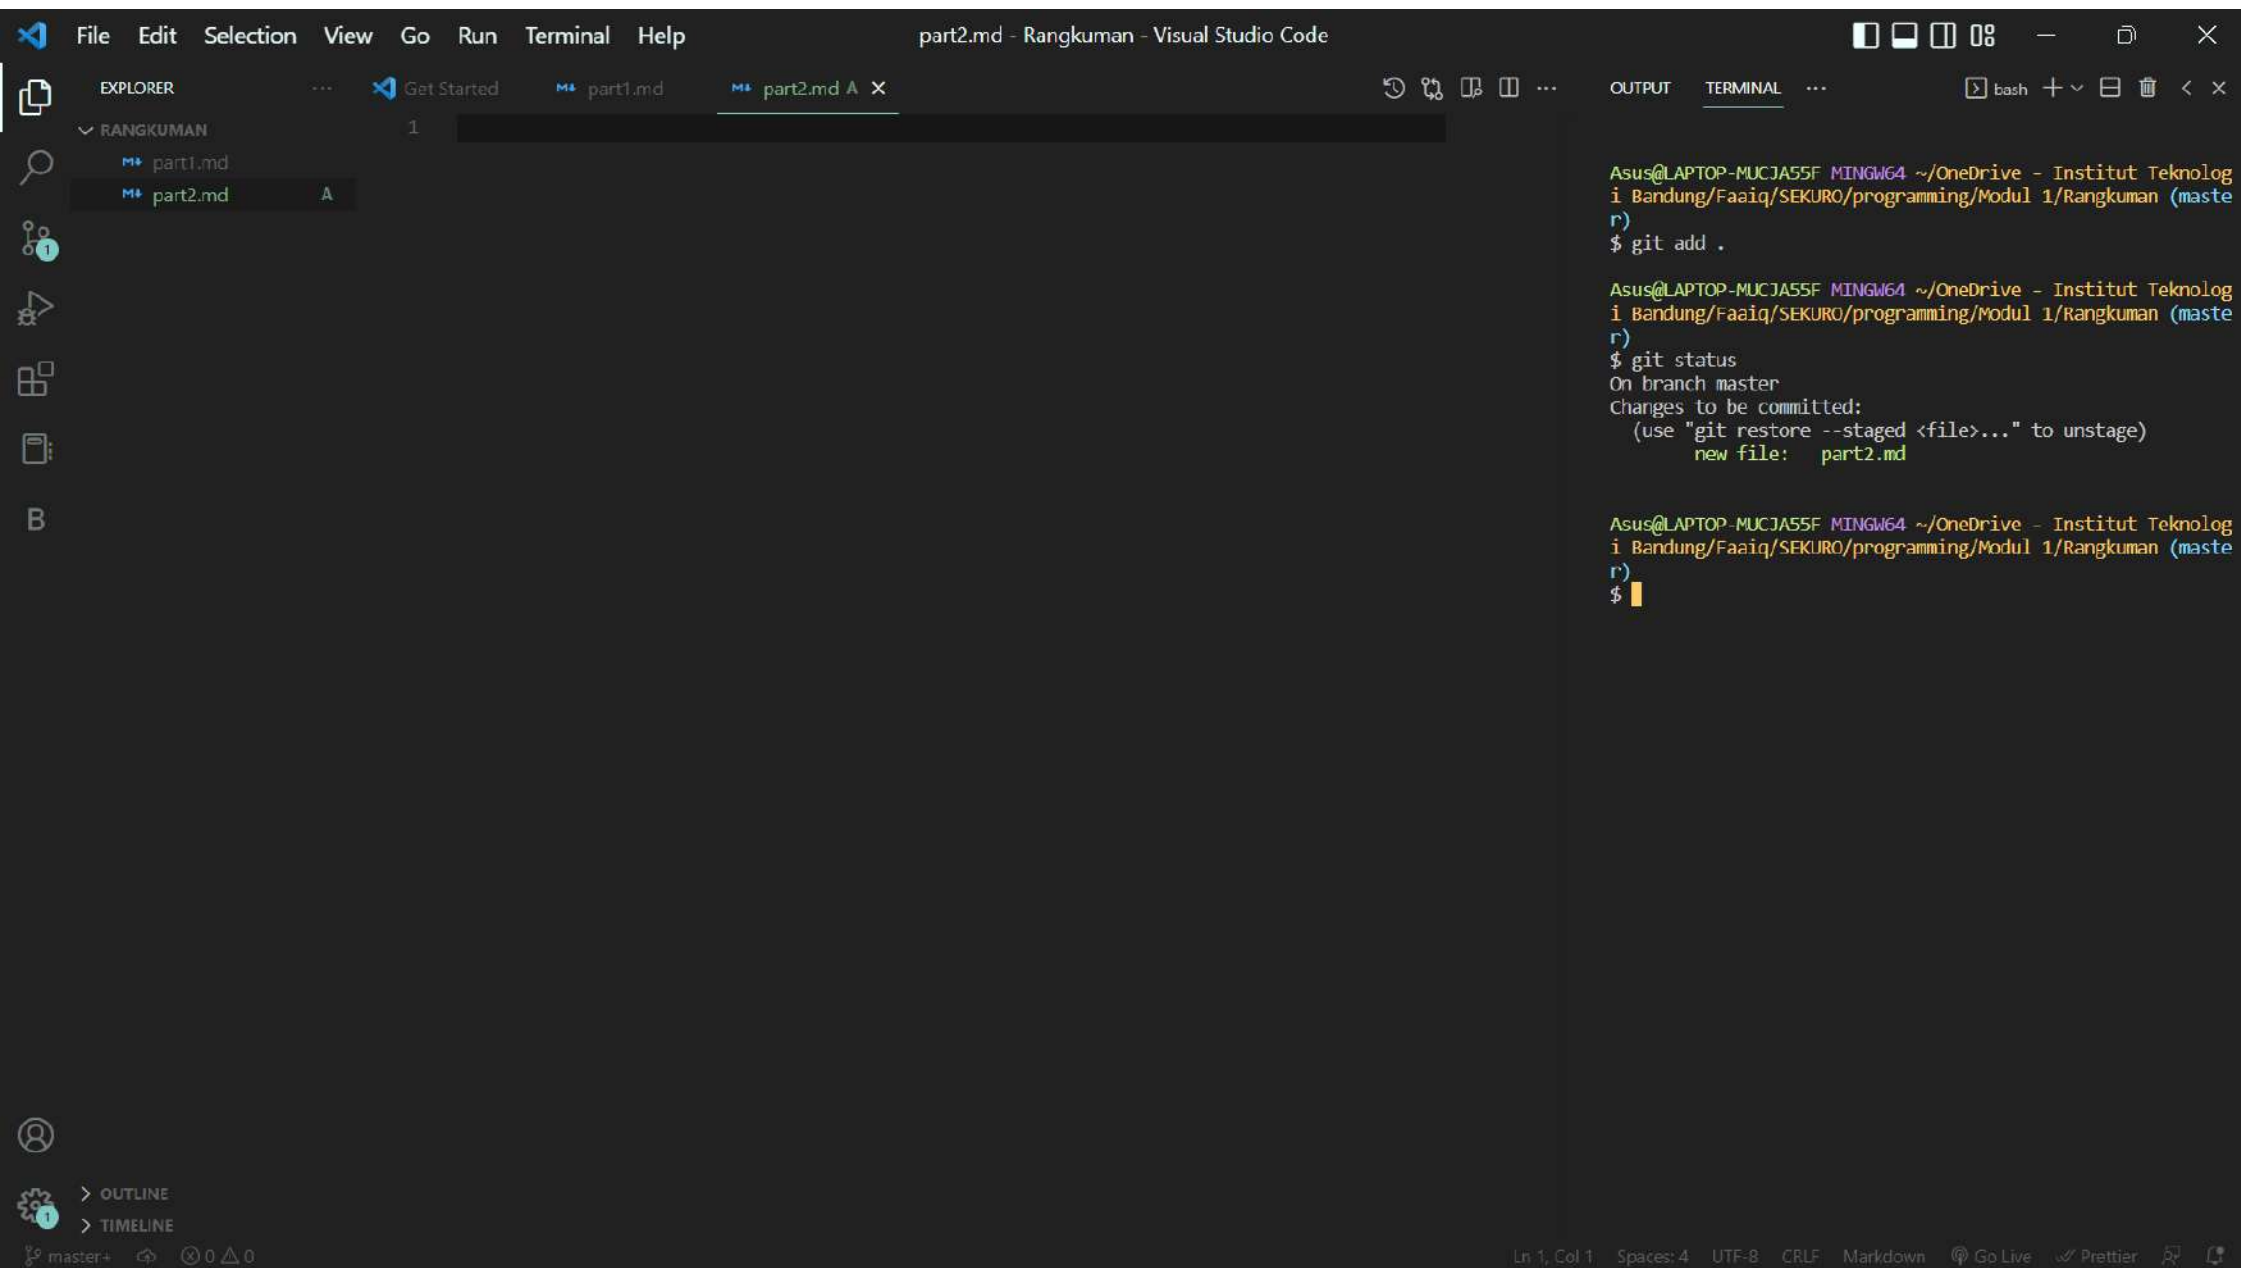 File Edit Selection View Go Run Terminal Help
part2.md - Rangkuman - Visual Studio Code
EXPLORER
RANGKUMAN
part1.md
part2.md A
1
Get Started
part1.md
part2.md A
1
OUTPUT TERMINAL
bash
Asus@LAPTOP-MUCJA55F MINGW64 ~/OneDrive - Institut Teknolog
i Bandung/Faaiq/SEKURO/programming/Modul 1/Rangkuman (maste
r)
$ git add .
Asus@LAPTOP-MUCJA55F MINGW64 ~/OneDrive - Institut Teknolog
i Bandung/Faaiq/SEKURO/programming/Modul 1/Rangkuman (maste
r)
$ git status
On branch master
Changes to be committed:
(use "git restore --staged <file>..." to unstage)
new file: part2.md
Asus@LAPTOP-MUCJA55F MINGW64 ~/OneDrive - Institut Teknolog
i Bandung/Faaiq/SEKURO/programming/Modul 1/Rangkuman (maste
r)
$
B
OUTLINE
1
TIMELINE
master+ 0 0
Ln 1, Col 1 Spaces: 4 UTF-8 CRLF Markdown Go Live Prettier